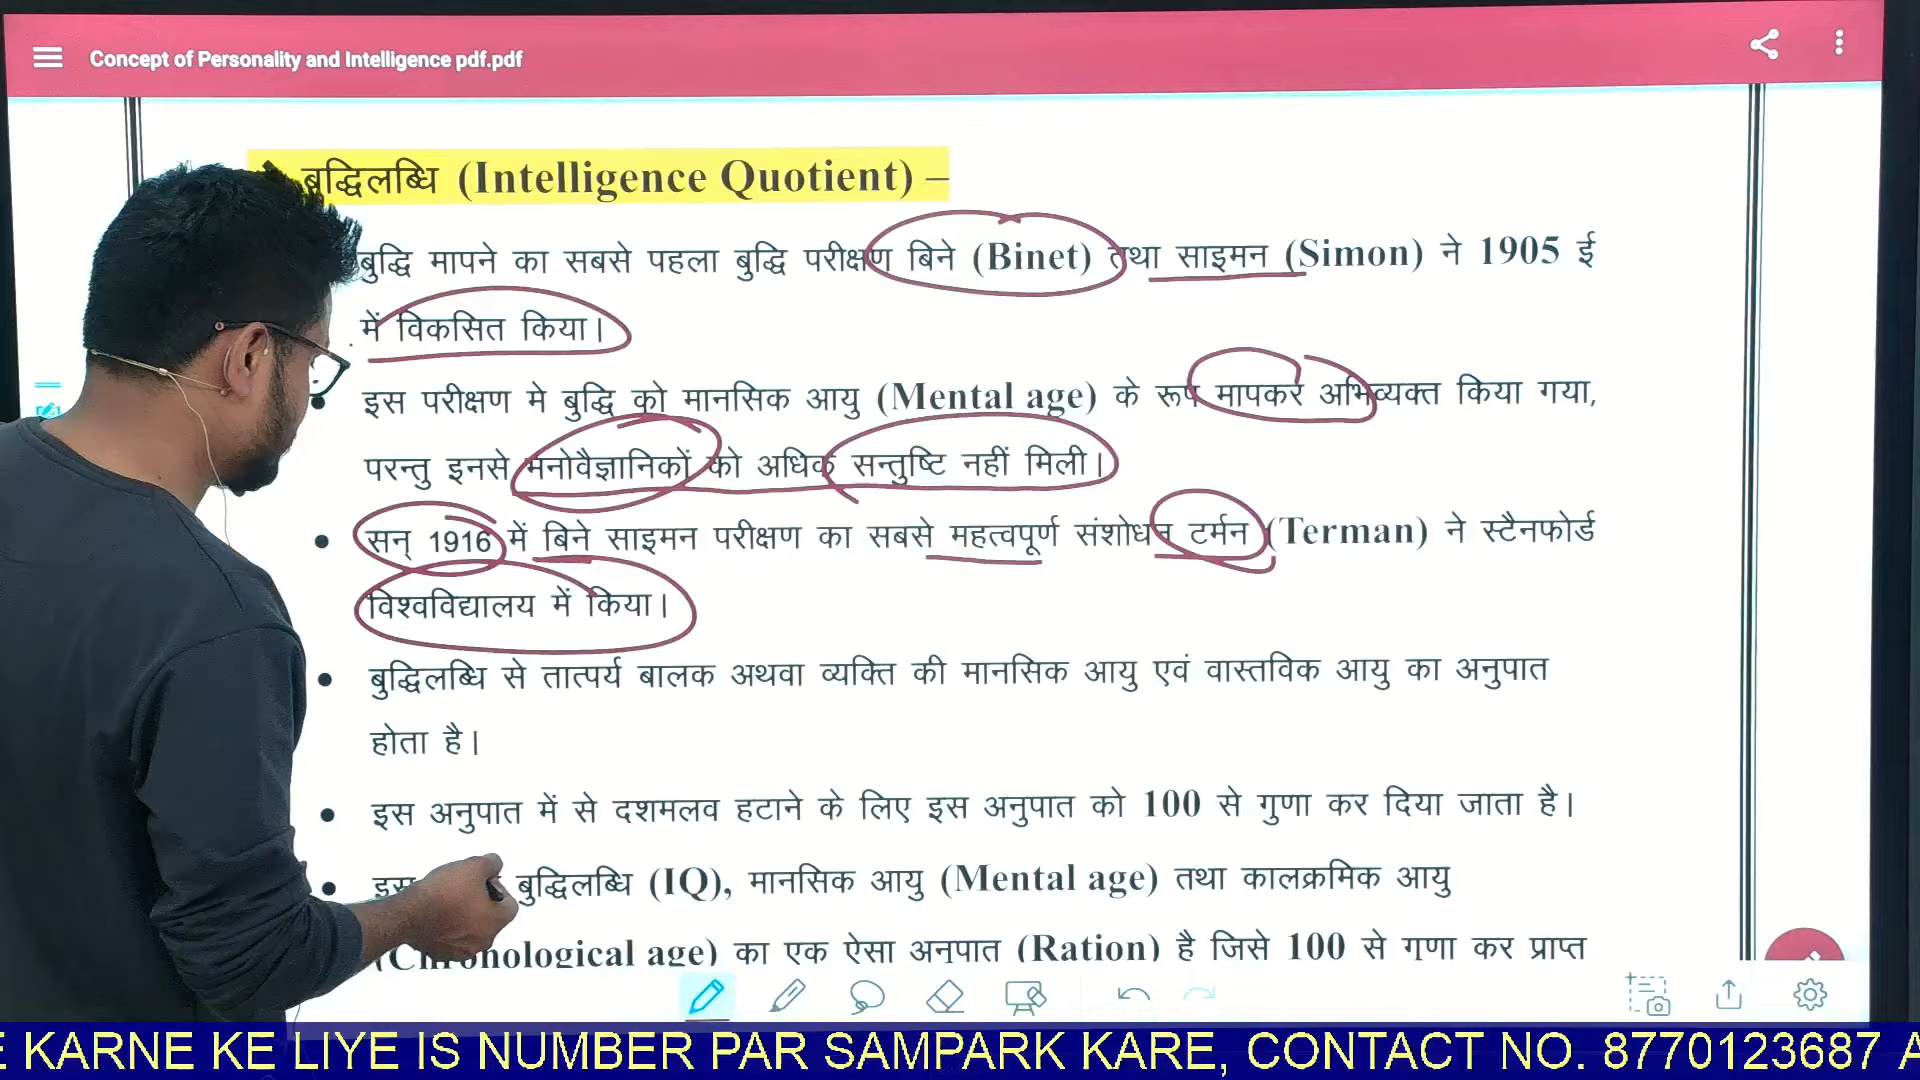 Concept of Personality and Intelligence pdf.pdf
बुद्धिलब्धि (Intelligence Quotient) –
बुद्धि मापने का सबसे पहला बुद्धि परीक्षण बिने (Binet) तथा साइमन (Simon) ने 1905 ई
में विकसित किया।
इस परीक्षण मे बुद्धि को मानसिक आयु (Mental age) के रूप मापकर अभिव्यक्त किया गया,
परन्तु इनसे मनोवैज्ञानिकों को अधिक सन्तुष्टि नहीं मिली।
• सन् 1916 में बिने साइमन परीक्षण का सबसे महत्वपूर्ण संशोधन टर्मन (Terman) ने स्टैनफोर्ड
विश्वविद्यालय में किया।
• बुद्धिलब्धि से तात्पर्य बालक अथवा व्यक्ति की मानसिक आयु एवं वास्तविक आयु का अनुपात
होता है।
• इस अनुपात में से दशमलव हटाने के लिए इस अनुपात को 100 से गुणा कर दिया जाता है।
• इस बुद्धिलब्धि (IQ), मानसिक आयु (Mental age) तथा कालक्रमिक आयु
(Chronological age) का एक ऐसा अनुपात (Ration) है जिसे 100 से गुणा कर प्राप्त
E KARNE KE LIYE IS NUMBER PAR SAMPARK KARE, CONTACT NO. 8770123687 A